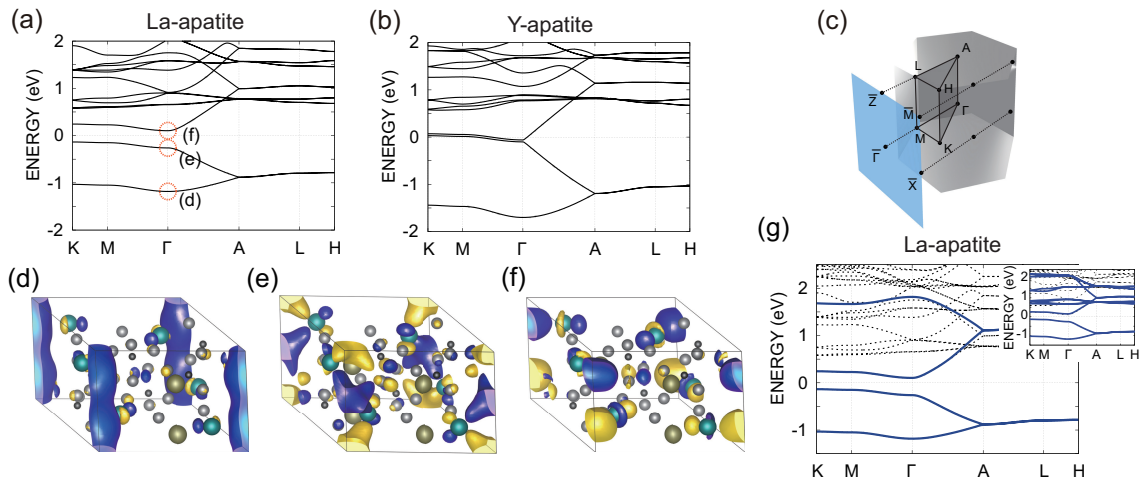 (a)
La-apatite
ENERGY (eV)
2
1
0
-1
-2
(f)
(e)
(d)
K M Γ A L H
(b)
Y-apatite
ENERGY (eV)
2
1
0
-1
-2
K M Γ A L H
(c)
A
L
H
Z̅
M̅
Γ
M
Γ̅
K
X̅
(d)
(e)
(f)
(g)
La-apatite
ENERGY (eV)
2
1
0
-1
K M Γ A L H
ENERGY (eV)
2
1
0
-1
K M Γ A L H